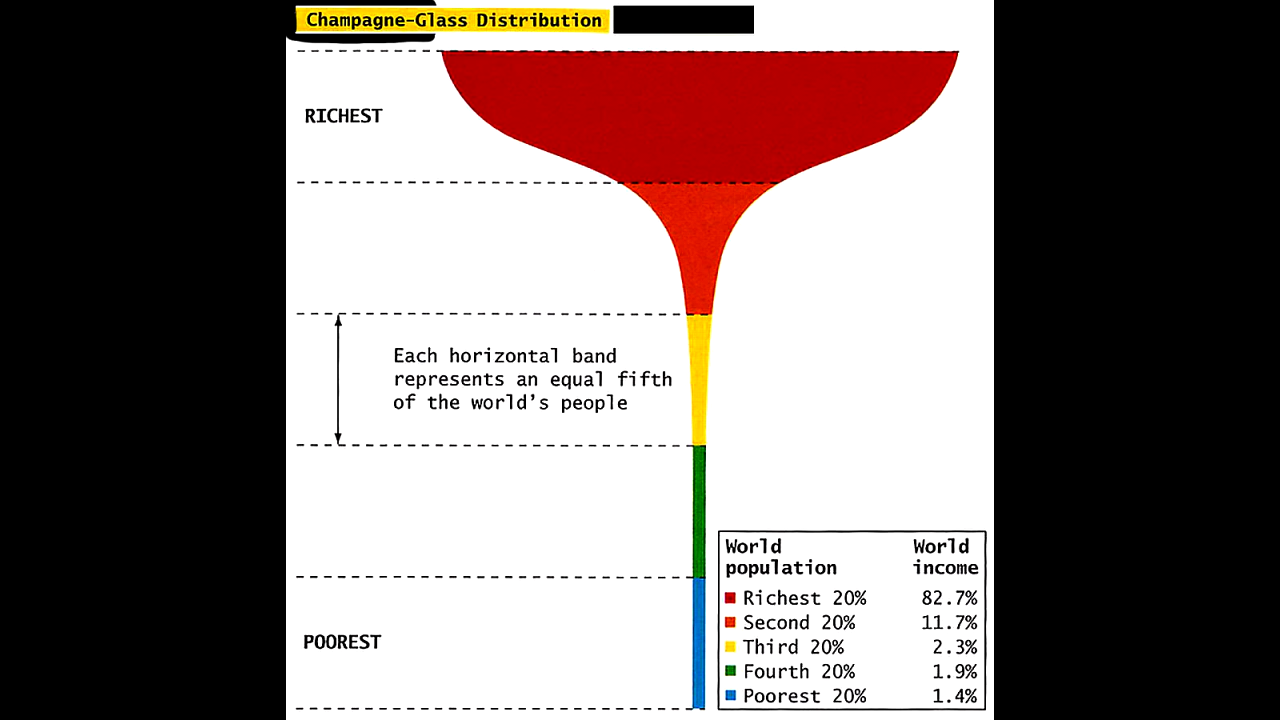 Champagne-Glass Distribution
RICHEST
Each horizontal band
represents an equal fifth
of the world's people
POOREST
World population World income
Richest 20% 82.7%
Second 20% 11.7%
Third 20% 2.3%
Fourth 20% 1.9%
Poorest 20% 1.4%